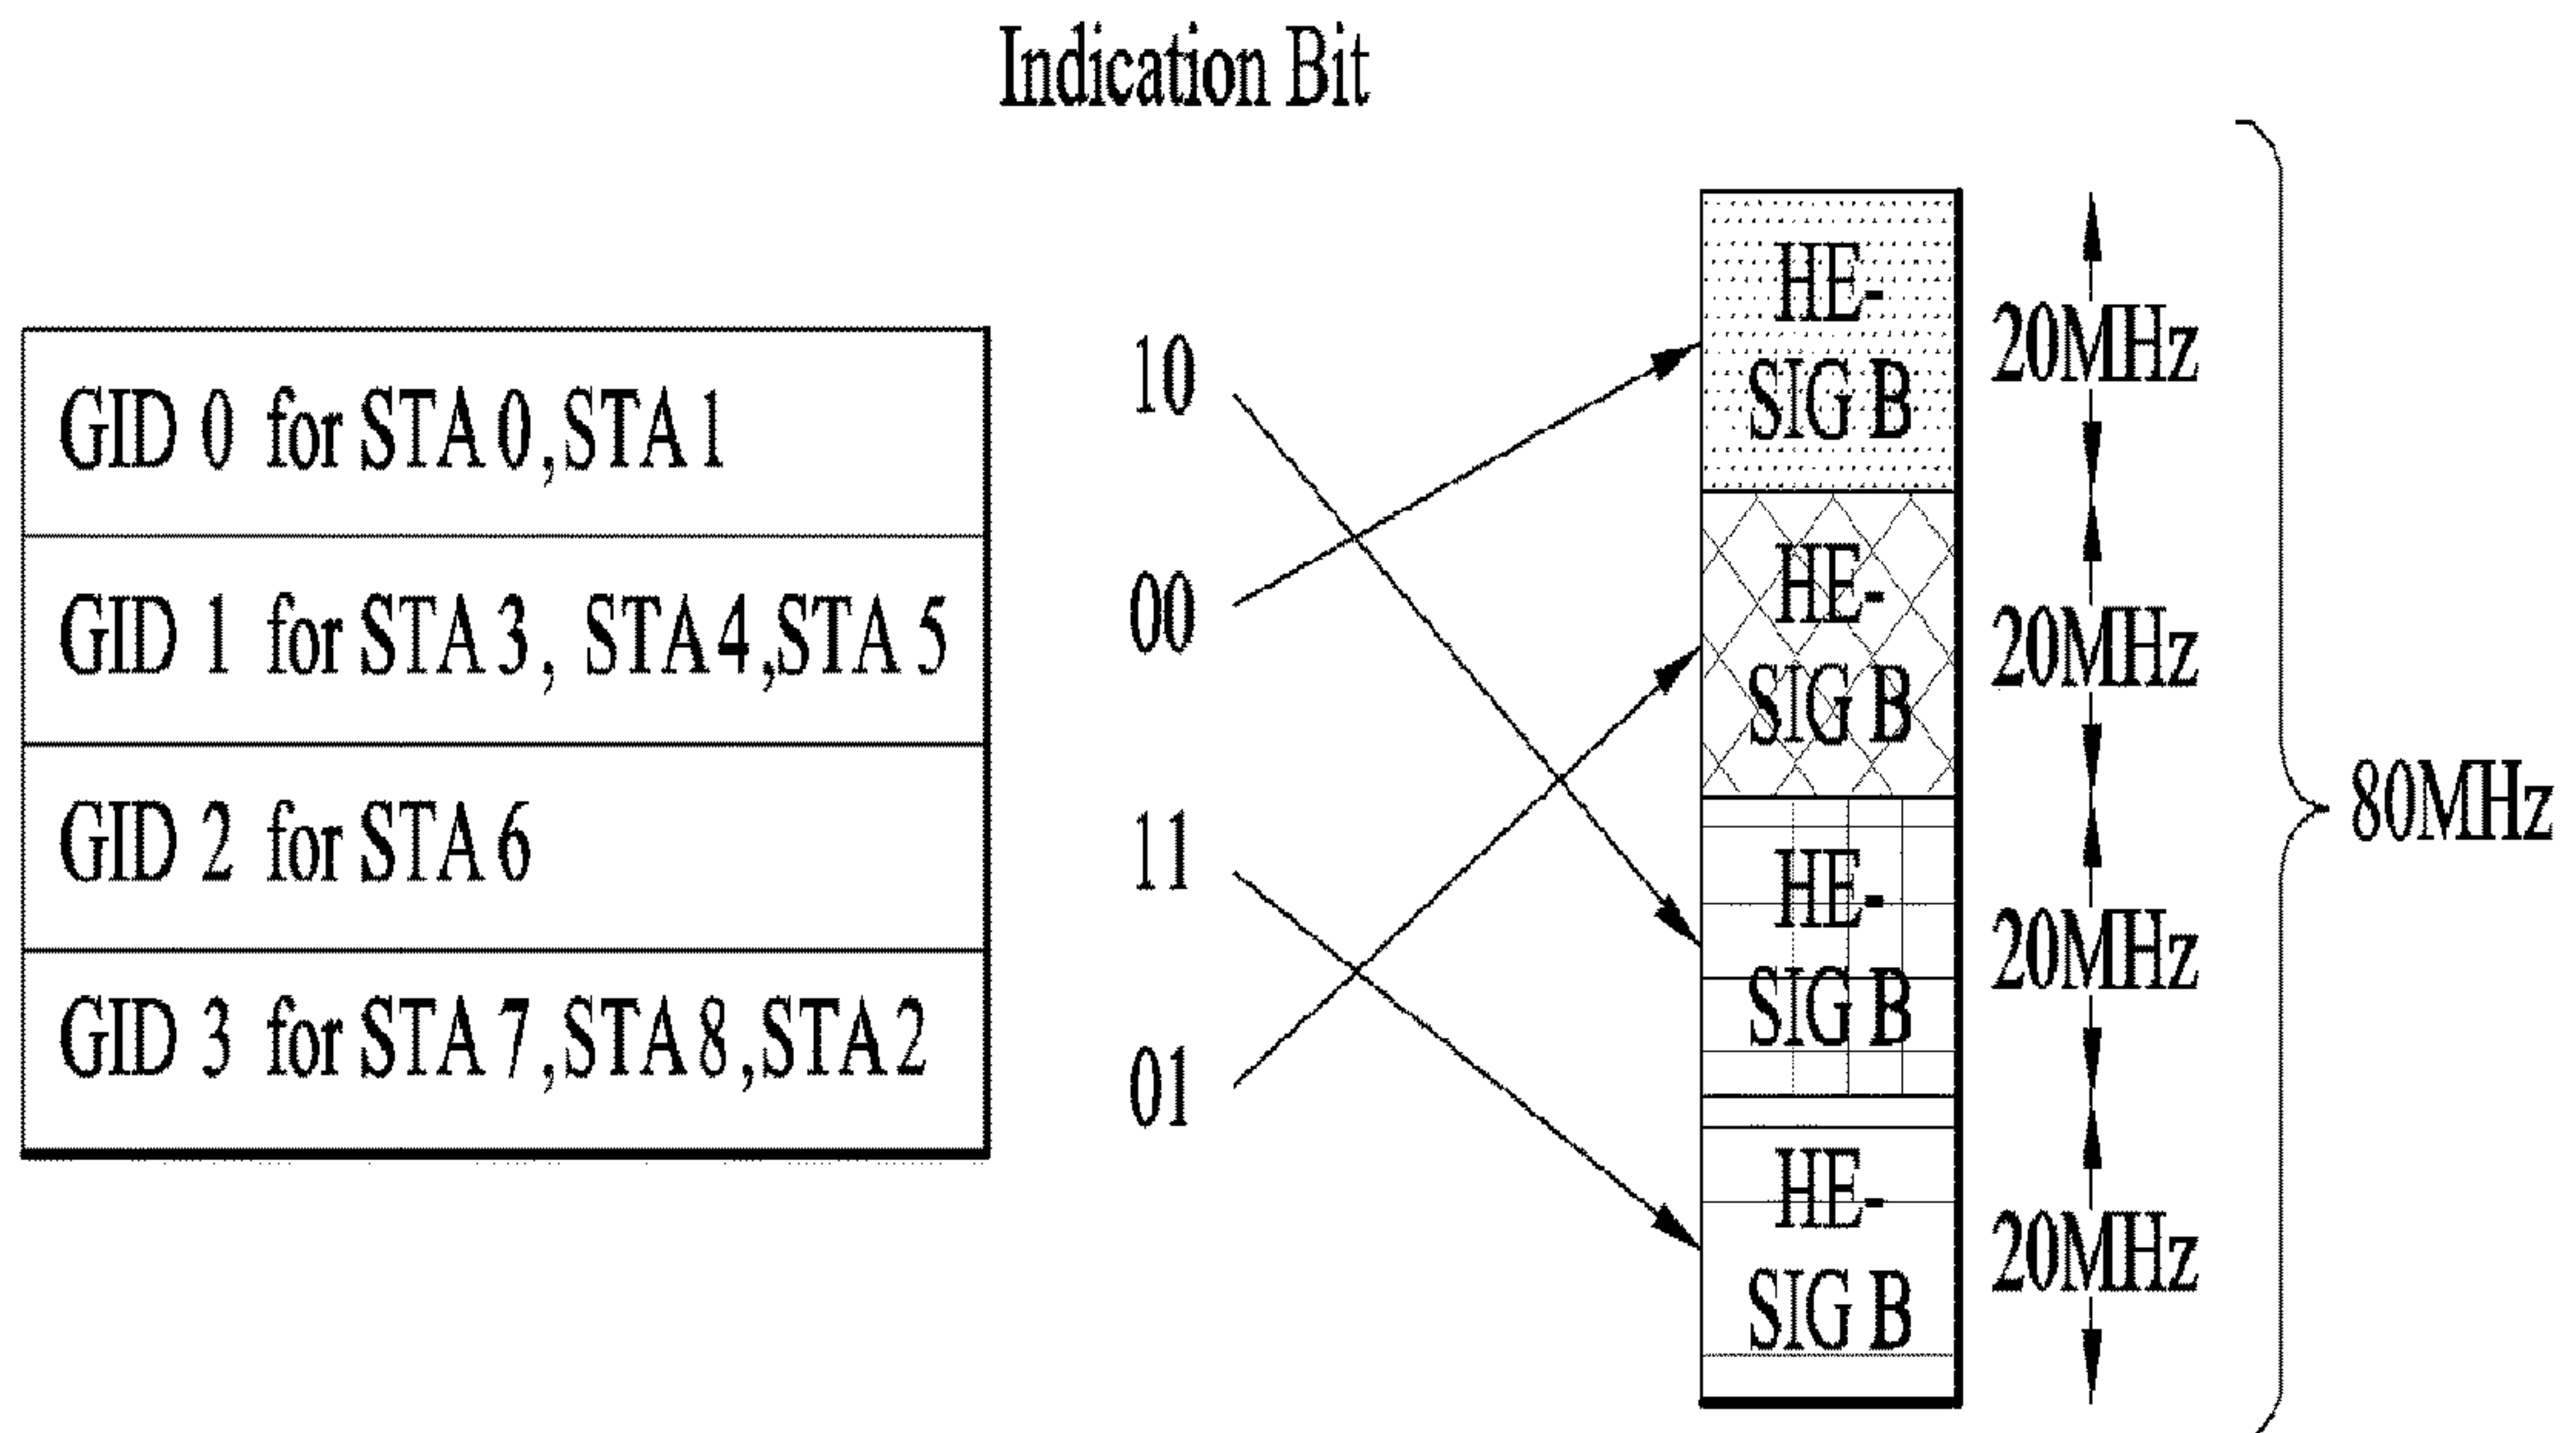 Indication Bit
GID 0 for STA 0,STA 1
GID 1 for STA 3, STA 4,STA 5
GID 2 for STA 6
GID 3 for STA 7,STA 8,STA 2
10
00
11
01
HE-
SIG B
HE-
SIG B
HE-
SIG B
HE-
SIG B
20MHz
20MHz
20MHz
20MHz
80MHz